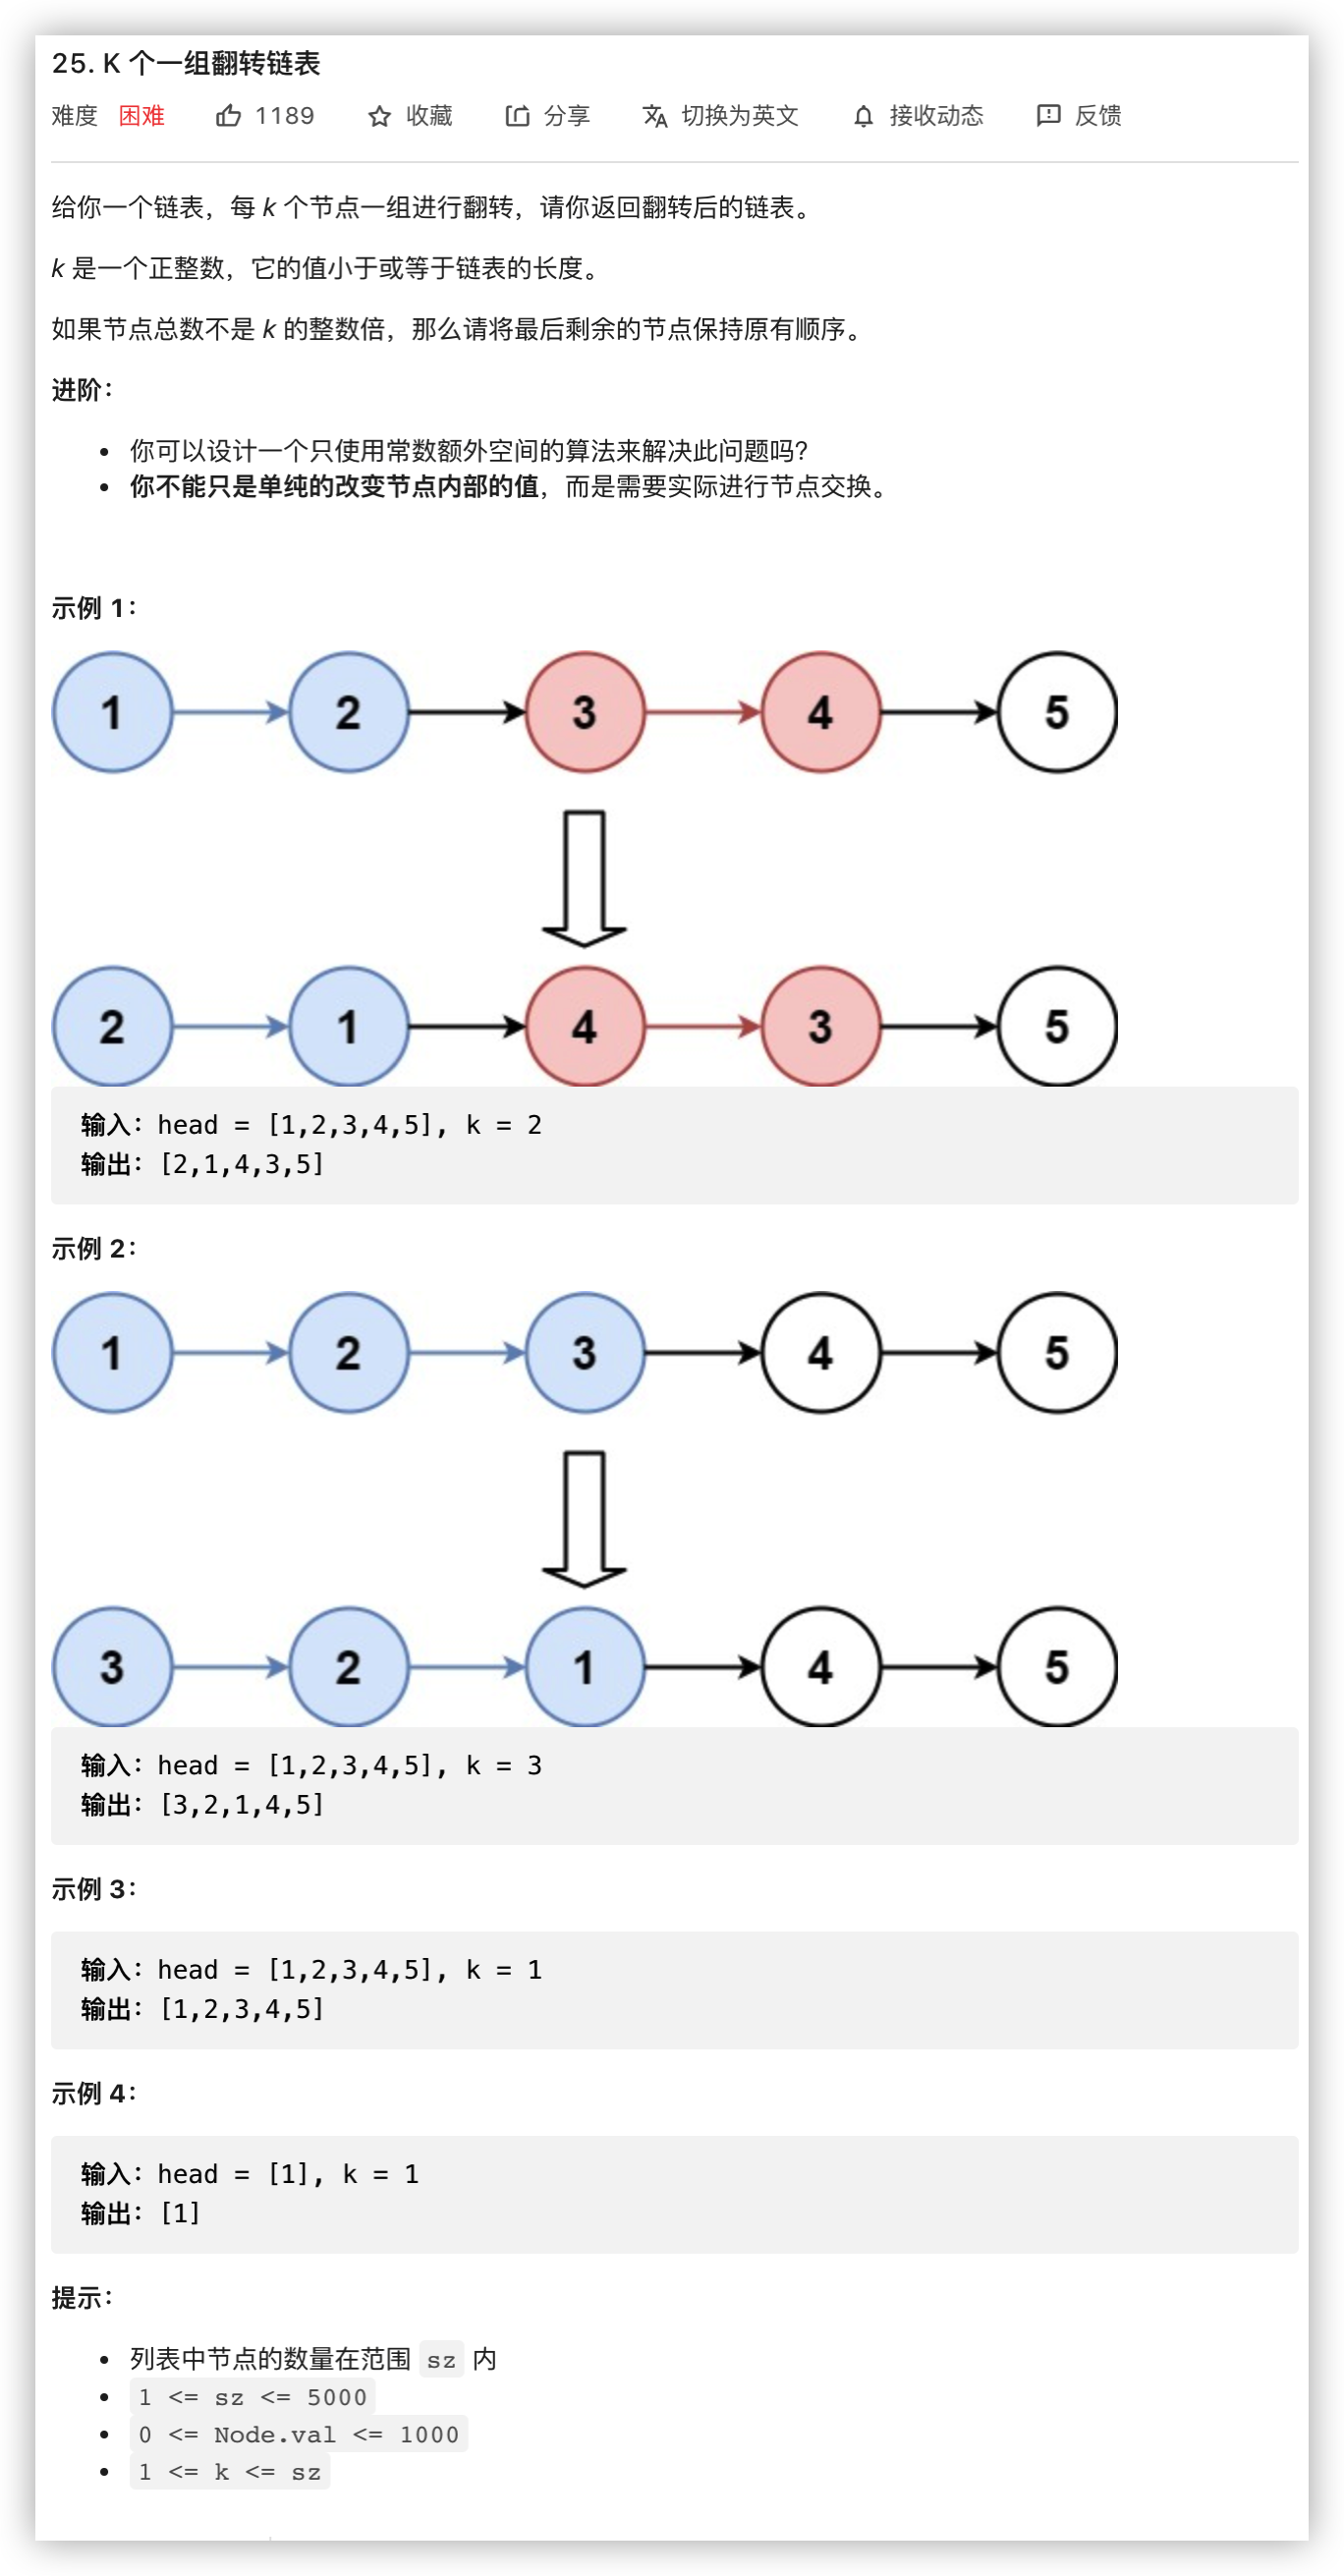 25. K 个一组翻转链表
难度 困难 1189 收藏 分享 切换为英文 接收动态 反馈
给你一个链表，每 k 个节点一组进行翻转，请你返回翻转后的链表。
k 是一个正整数，它的值小于或等于链表的长度。
如果节点总数不是 k 的整数倍，那么请将最后剩余的节点保持原有顺序。
进阶：
你可以设计一个只使用常数额外空间的算法来解决此问题吗？
你不能只是单纯的改变节点内部的值，而是需要实际进行节点交换。
示例 1：
1 2 3 4 5
2 1 4 3 5
输入：head = [1,2,3,4,5], k = 2
输出：[2,1,4,3,5]
示例 2：
1 2 3 4 5
3 2 1 4 5
输入：head = [1,2,3,4,5], k = 3
输出：[3,2,1,4,5]
示例 3：
输入：head = [1,2,3,4,5], k = 1
输出：[1,2,3,4,5]
示例 4：
输入：head = [1], k = 1
输出：[1]
提示：
列表中节点的数量在范围 sz 内
1 <= sz <= 5000
0 <= Node.val <= 1000
1 <= k <= sz